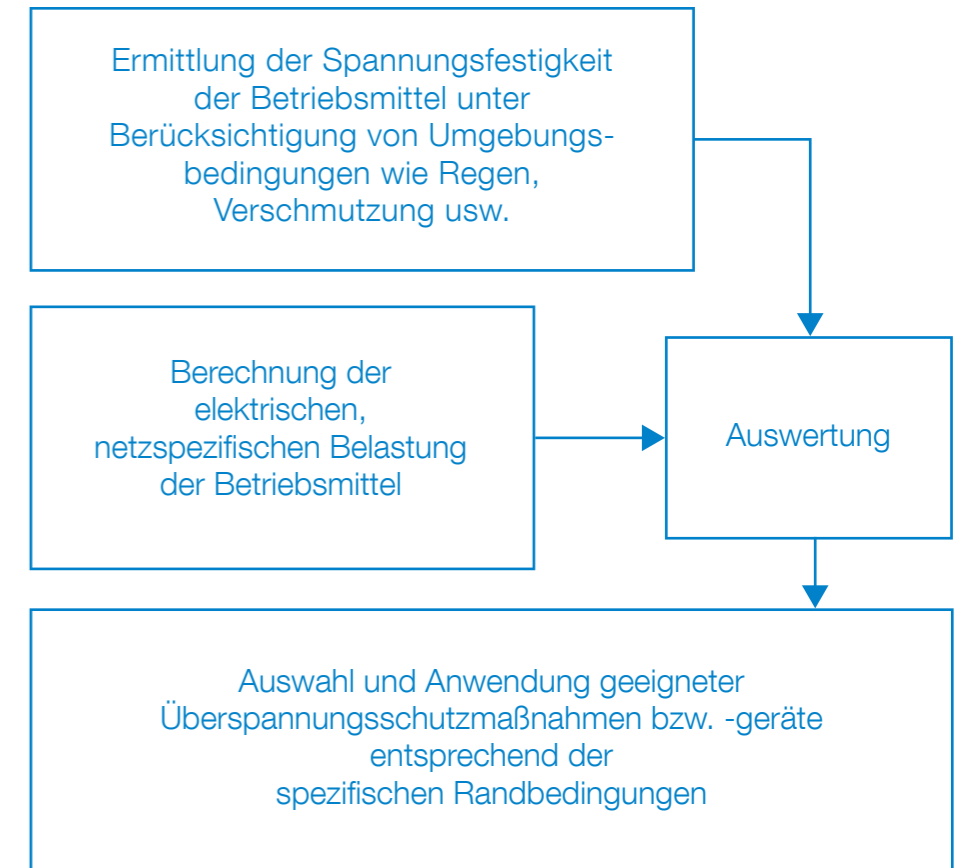 Ermittlung der Spannungsfestigkeit
der Betriebsmittel unter
Berücksichtigung von Umgebungs-
bedingungen wie Regen,
Verschmutzung usw.
Berechnung der
elektrischen,
netzspezifischen Belastung
der Betriebsmittel
Auswertung
Auswahl und Anwendung geeigneter
Überspannungsschutzmaßnahmen bzw. -geräte
entsprechend der
spezifischen Randbedingungen